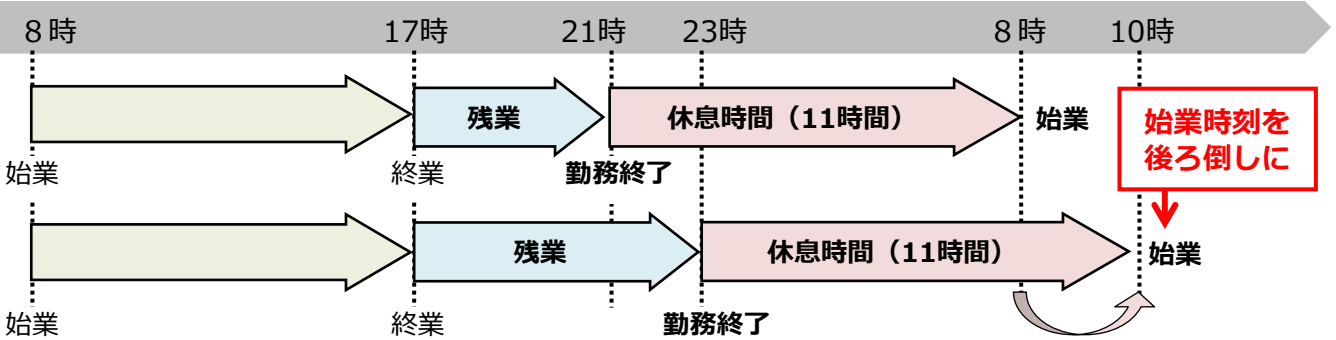 ８時 17時 21時 23時 ８時 10時
残業 休息時間（11時間） 始業
始業時刻を
後ろ倒しに
始業 終業 勤務終了
残業 休息時間（11時間） 始業
始業 終業 勤務終了